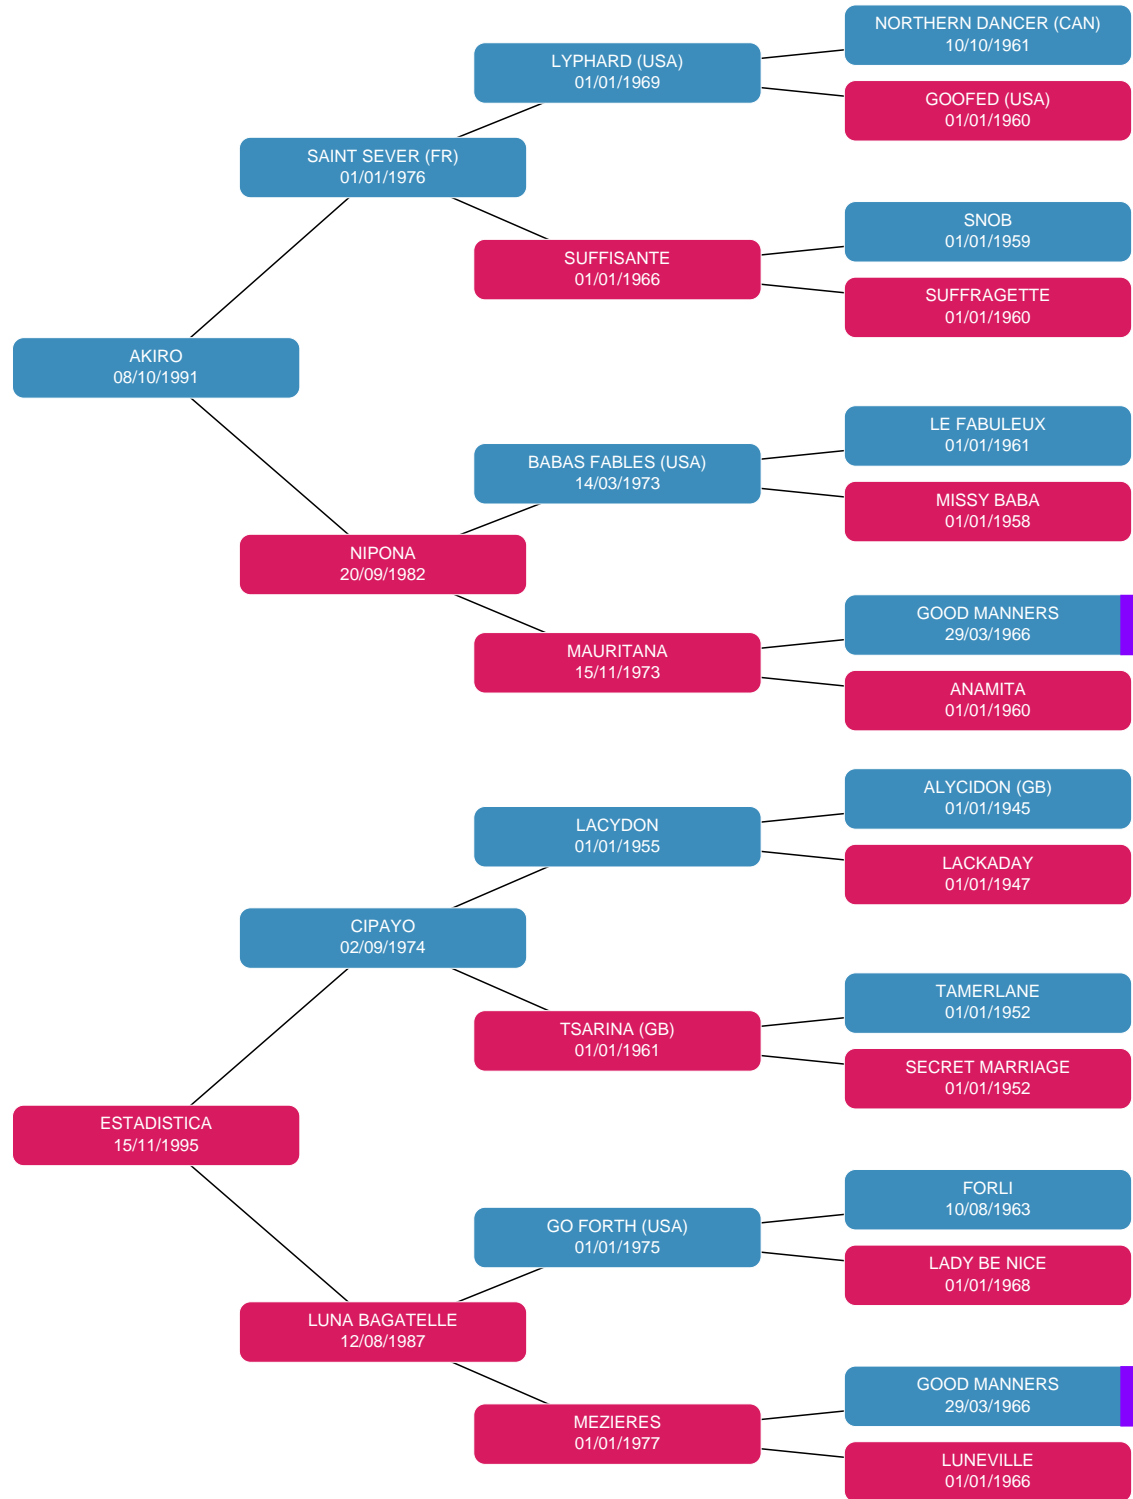 NORTHERN DANCER (CAN)
10/10/1961
LYPHARD (USA)
01/01/1969
GOOFED (USA)
01/01/1960
SAINT SEVER (FR)
01/01/1976
SNOB
01/01/1959
SUFFISANTE
01/01/1966
SUFFRAGETTE
01/01/1960
AKIRO
08/10/1991
LE FABULEUX
01/01/1961
BABAS FABLES (USA)
14/03/1973
MISSY BABA
01/01/1958
NIPONA
20/09/1982
GOOD MANNERS
29/03/1966
MAURITANA
15/11/1973
ANAMITA
01/01/1960
ALYCIDON (GB)
01/01/1945
LACYDON
01/01/1955
LACKADAY
01/01/1947
CIPAYO
02/09/1974
TAMERLANE
01/01/1952
TSARINA (GB)
01/01/1961
SECRET MARRIAGE
01/01/1952
ESTADISTICA
15/11/1995
FORLI
10/08/1963
GO FORTH (USA)
01/01/1975
LADY BE NICE
01/01/1968
LUNA BAGATELLE
12/08/1987
GOOD MANNERS
29/03/1966
MEZIERES
01/01/1977
LUNEVILLE
01/01/1966